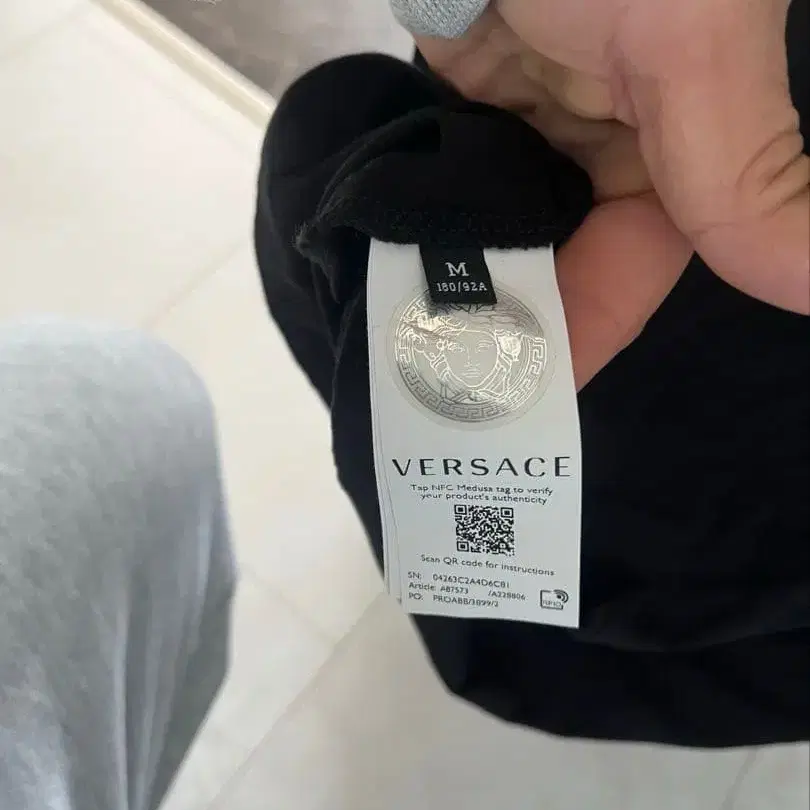 M
180/92A
VERSACE
Tap NFC Medusa tag to verify
your product's authenticity
Scan QR code for instructions
SN: 04263C2A4D6C81
Article: A87573 /A228806
PO: PROABB/3B99/2
RFID